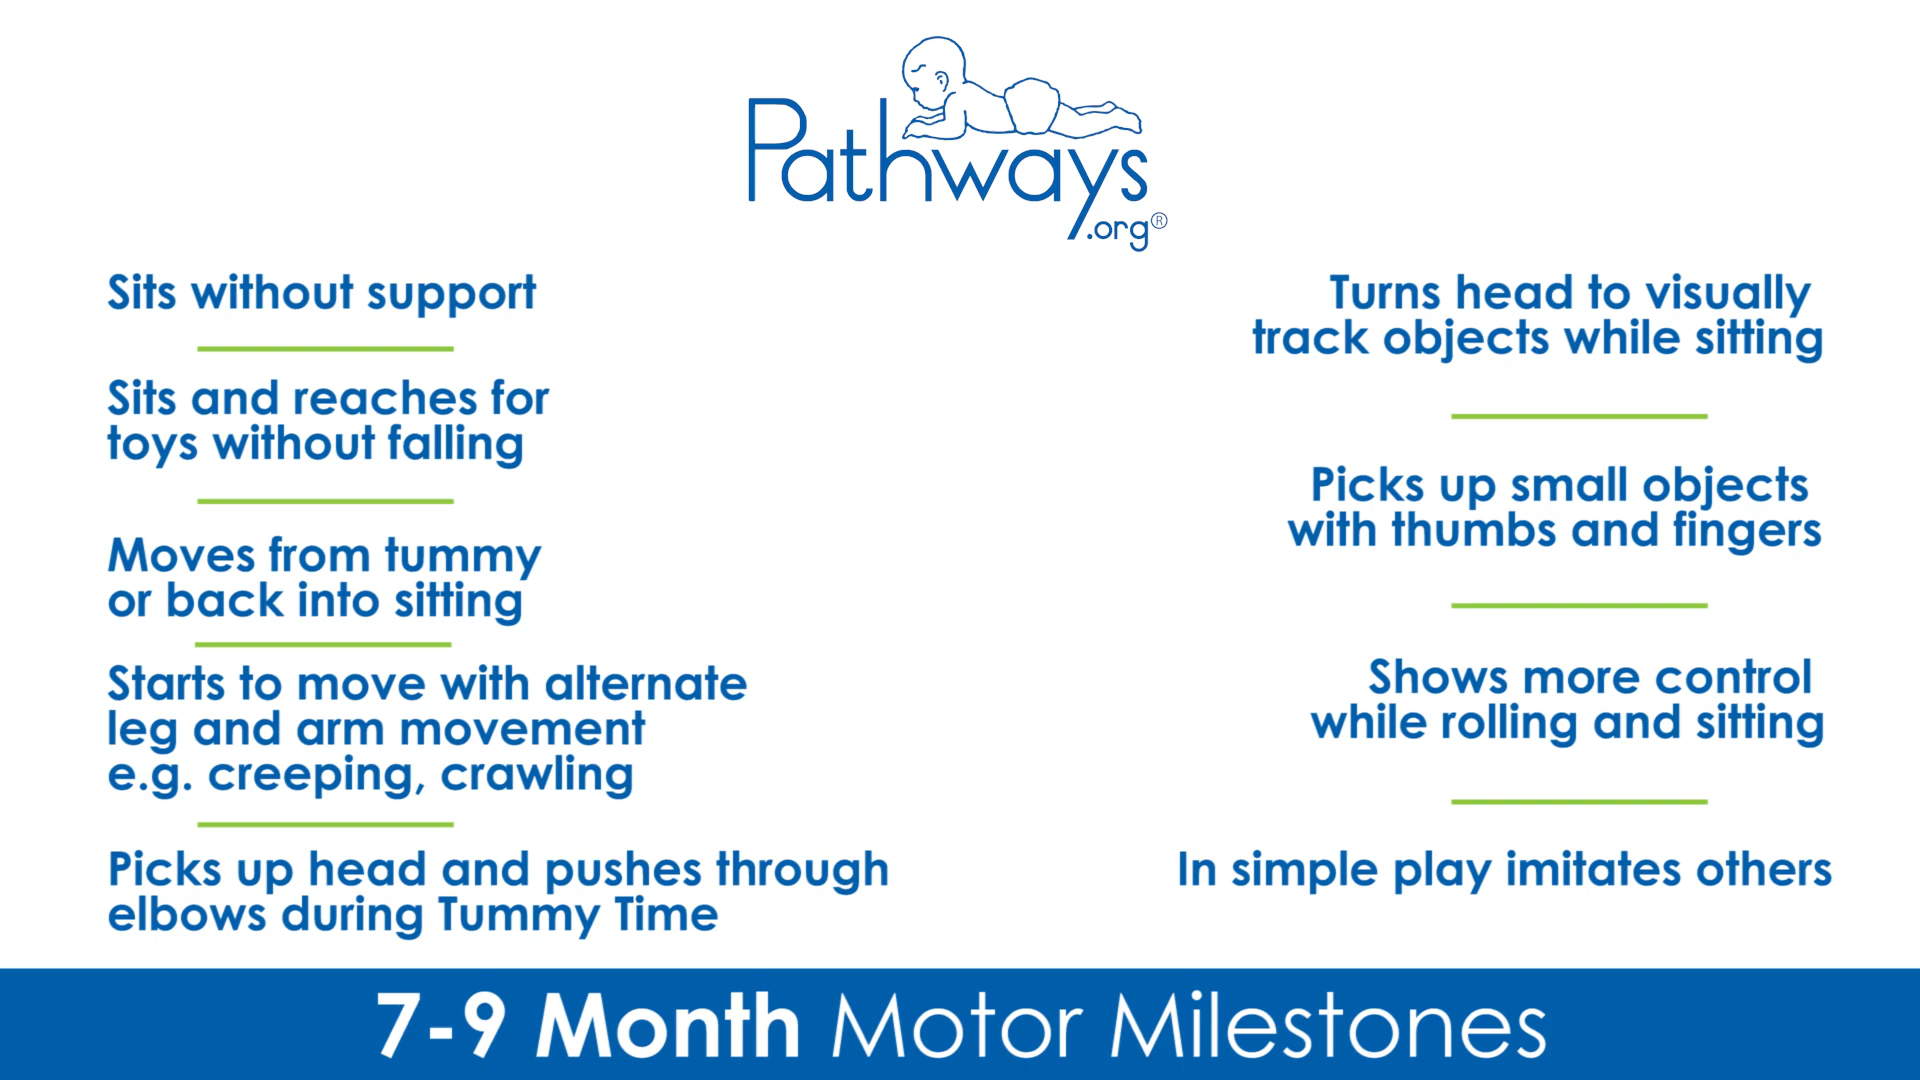 Pathways
.org®
Sits without support
Sits and reaches for
toys without falling
Moves from tummy
or back into sitting
Starts to move with alternate
leg and arm movement
e.g. creeping, crawling
Picks up head and pushes through
elbows during Tummy Time
Turns head to visually
track objects while sitting
Picks up small objects
with thumbs and fingers
Shows more control
while rolling and sitting
In simple play imitates others
7-9 Month Motor Milestones